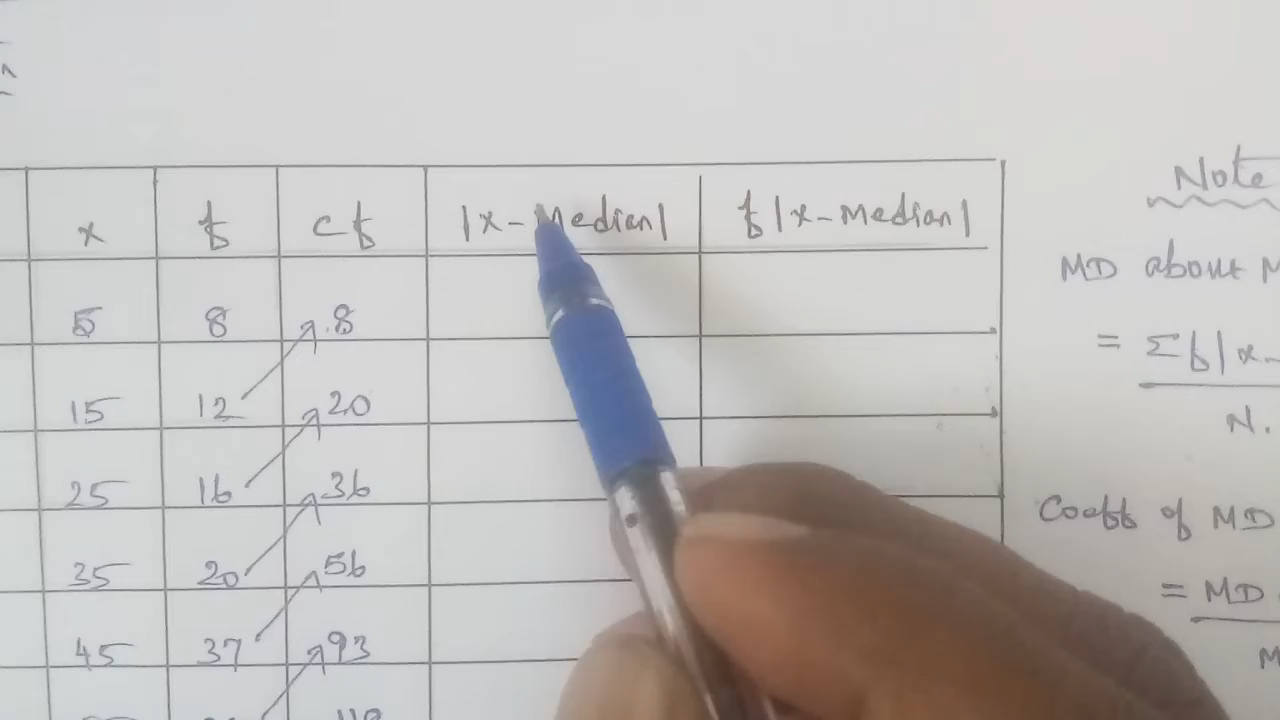 Note
x f cf |x-Median| f|x-Median|
MD about M
5 8 8
= Σf|x-
15 12 20
N.
25 16 36
Coeff of MD
35 20 56
= MD
45 37 93
M